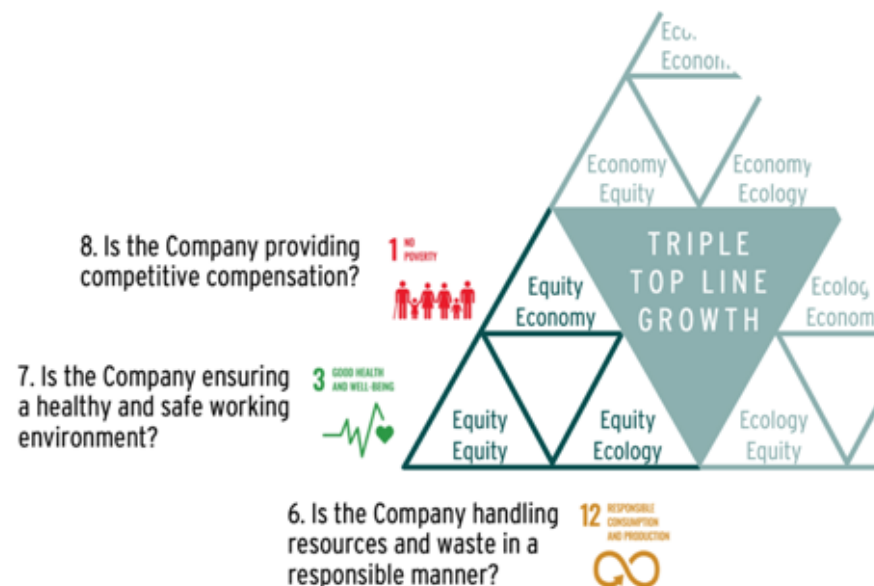 Economy
Equity
Economy
Ecology
8. Is the Company providing
competitive compensation?
1 NO
POVERTY
TRIPLE
TOP LINE
GROWTH
Equity
Economy
7. Is the Company ensuring
a healthy and safe working
environment?
3 GOOD HEALTH
AND WELL-BEING
Equity
Equity
Equity
Ecology
Ecology
Equity
6. Is the Company handling
resources and waste in a
responsible manner?
12 RESPONSIBLE
CONSUMPTION
AND PRODUCTION